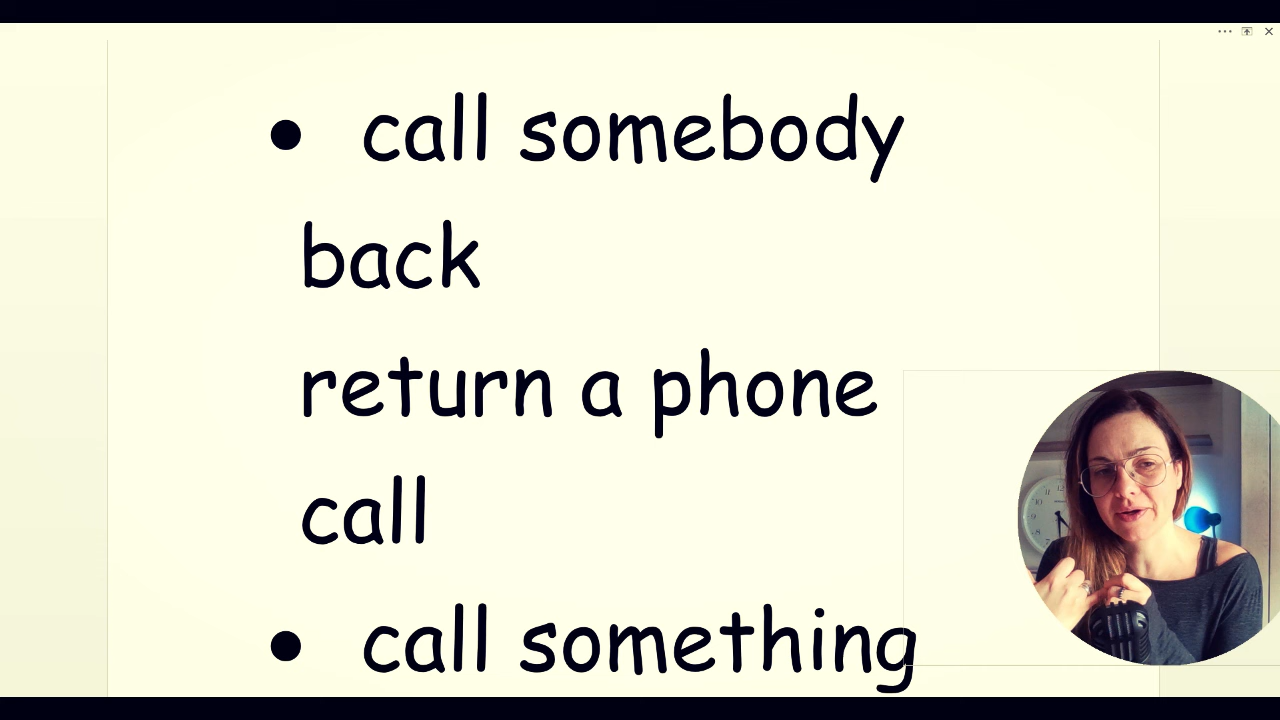 • call somebody
back
return a phone
call
• call something